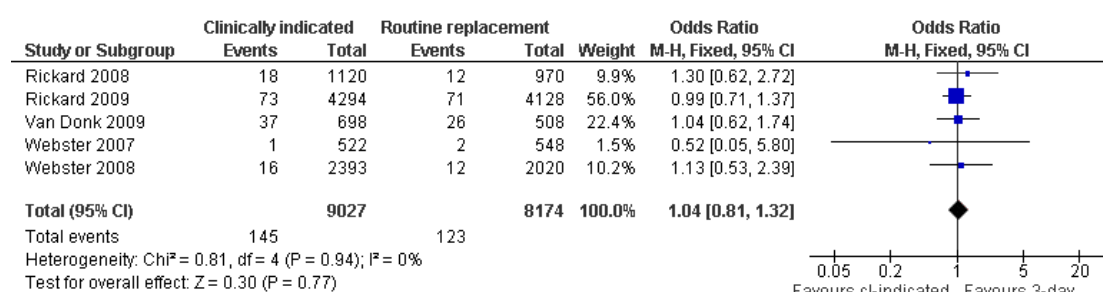 Clinically indicated Routine replacement Odds Ratio Odds Ratio
Study or Subgroup Events Total Events Total Weight M-H, Fixed, 95% CI M-H, Fixed, 95% CI
Rickard 2008 18 1120 12 970 9.9% 1.30 [0.62, 2.72]
Rickard 2009 73 4294 71 4128 56.0% 0.99 [0.71, 1.37]
Van Donk 2009 37 698 26 508 22.4% 1.04 [0.62, 1.74]
Webster 2007 1 522 2 548 1.5% 0.52 [0.05, 5.80]
Webster 2008 16 2393 12 2020 10.2% 1.13 [0.53, 2.39]
Total (95% CI) 9027 8174 100.0% 1.04 [0.81, 1.32]
Total events 145 123
Heterogeneity: Chi² = 0.81, df = 4 (P = 0.94); I² = 0%
Test for overall effect: Z = 0.30 (P = 0.77)
0.05 0.2 1 5 20
Favours cl-indicated Favours 3-day